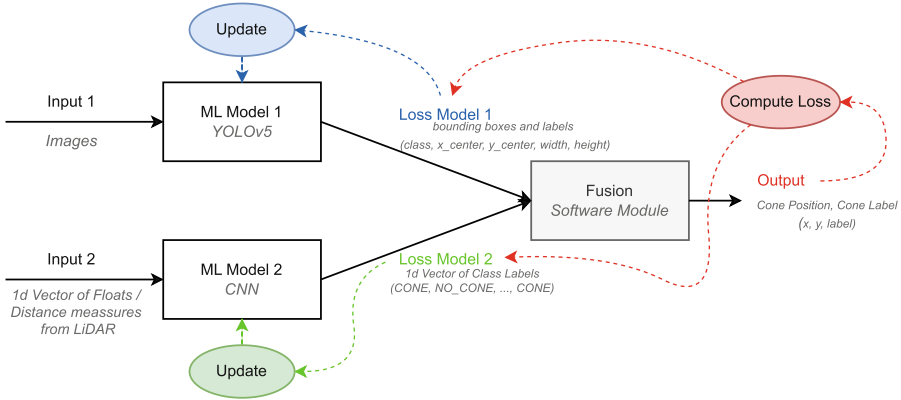 Update
Input 1
Images
ML Model 1
YOLOv5
Loss Model 1
bounding boxes and labels
(class, x_center, y_center, width, height)
Compute Loss
Fusion
Software Module
Output
Cone Position, Cone Label
(x, y, label)
Input 2
1d Vector of Floats /
Distance meassures
from LiDAR
ML Model 2
CNN
Loss Model 2
1d Vector of Class Labels
(CONE, NO_CONE, ..., CONE)
Update